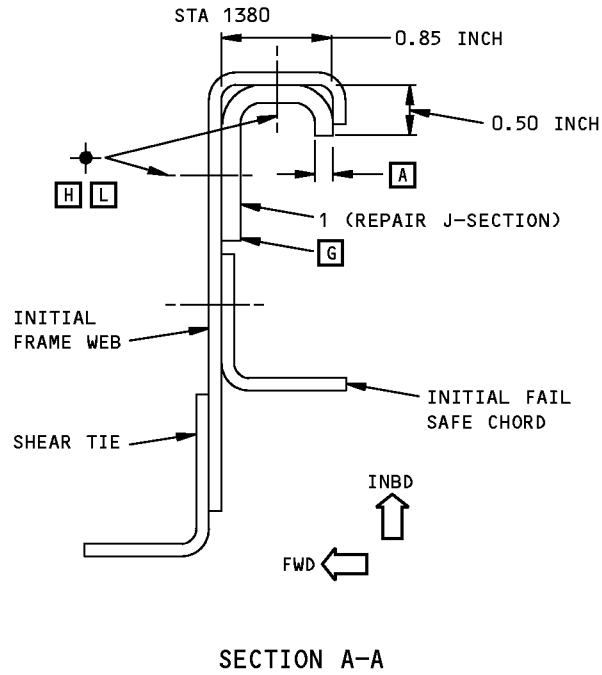 STA 1380
0.85 INCH
0.50 INCH
A
H L
1 (REPAIR J-SECTION)
G
INITIAL
FRAME WEB
INITIAL FAIL
SAFE CHORD
SHEAR TIE
INBD
FWD
SECTION A-A